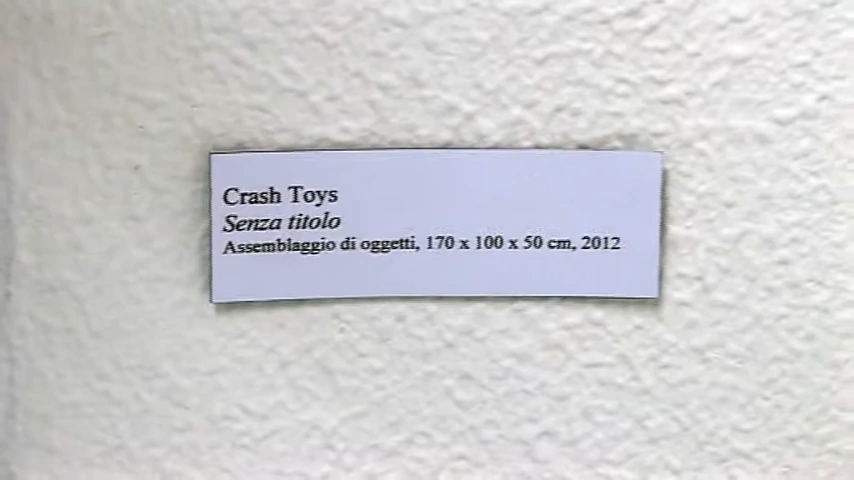 Crash Toys
Senza titolo
Assemblaggio di oggetti, 170 x 100 x 50 cm, 2012